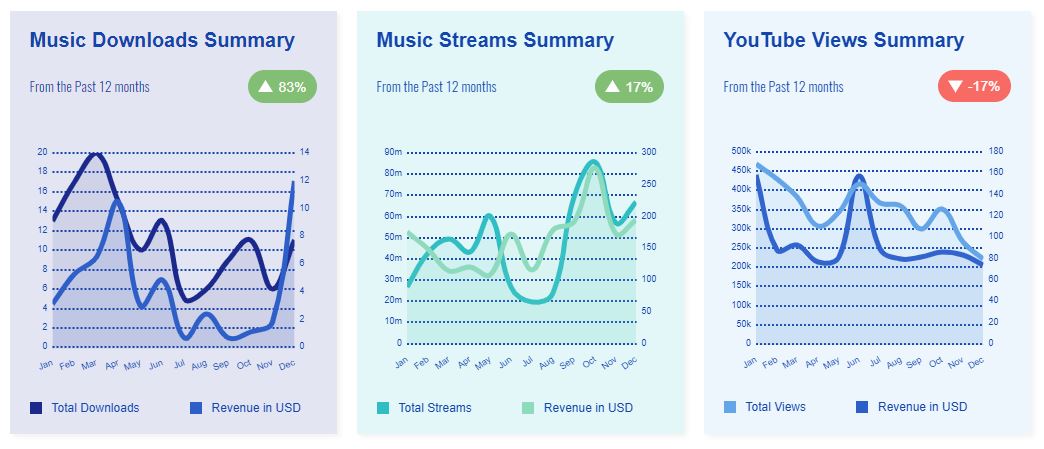 Music Downloads Summary
From the Past 12 months
83%
20 14
18 12
16
14 10
12 8
10
8 6
6 4
4
2 2
0 0
Jan Feb Mar Apr May Jun Jul Aug Sep Oct Nov Dec
Total Downloads Revenue in USD
Music Streams Summary
From the Past 12 months
17%
90m 300
80m 250
70m
60m 200
50m 150
40m
30m 100
20m 50
10m
0 0
Jan Feb Mar Apr May Jun Jul Aug Sep Oct Nov Dec
Total Streams Revenue in USD
YouTube Views Summary
From the Past 12 months
-17%
500k 180
450k 160
400k 140
350k 120
300k
250k 100
200k 80
150k 60
100k 40
50k 20
0 0
Jan Feb Mar Apr May Jun Jul Aug Sep Oct Nov Dec
Total Views Revenue in USD